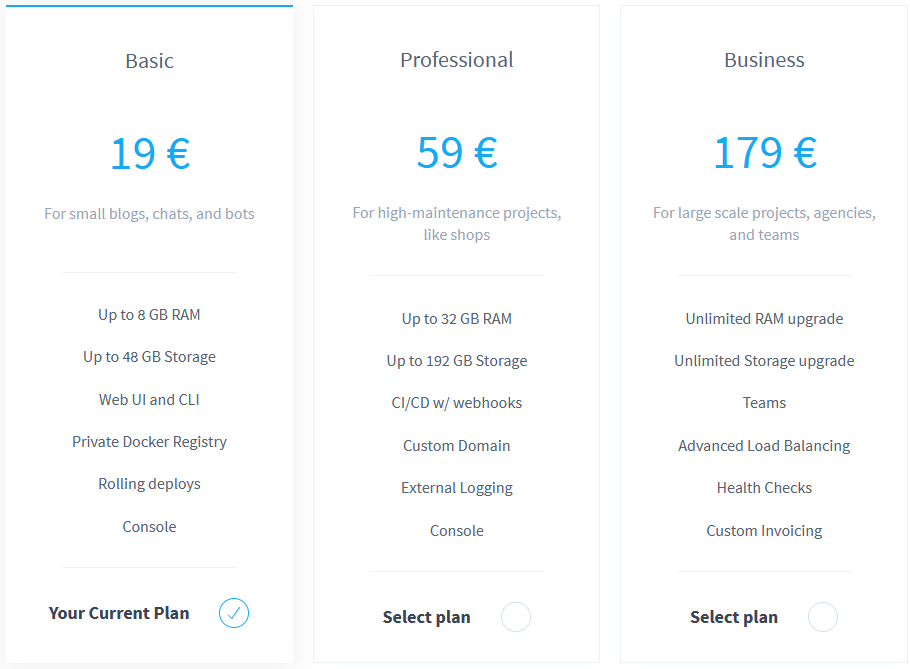 Basic
19 €
For small blogs, chats, and bots
Up to 8 GB RAM
Up to 48 GB Storage
Web UI and CLI
Private Docker Registry
Rolling deploys
Console
Your Current Plan
Professional
59 €
For high-maintenance projects,
like shops
Up to 32 GB RAM
Up to 192 GB Storage
CI/CD w/ webhooks
Custom Domain
External Logging
Console
Select plan
Business
179 €
For large scale projects, agencies,
and teams
Unlimited RAM upgrade
Unlimited Storage upgrade
Teams
Advanced Load Balancing
Health Checks
Custom Invoicing
Select plan